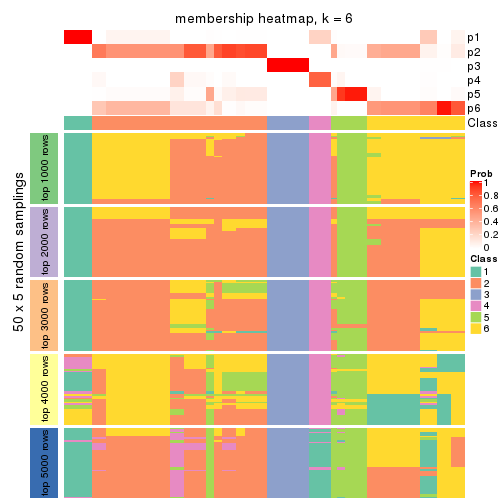 membership heatmap, k = 6
p1
p2
p3
p4
p5
p6
Class
50 x 5 random samplings
top 1000 rows
top 2000 rows
top 3000 rows
top 4000 rows
top 5000 rows
Prob
1
0.8
0.6
0.4
0.2
0
Class
1
2
3
4
5
6